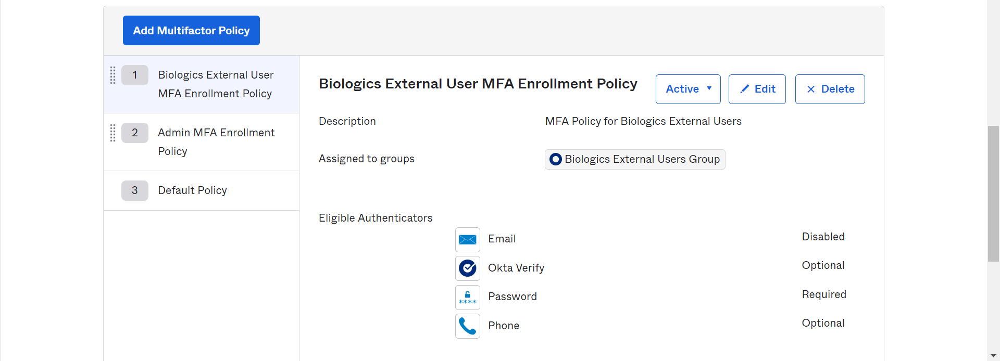 Add Multifactor Policy
1
Biologics External User
MFA Enrollment Policy
2
Admin MFA Enrollment
Policy
3
Default Policy
Biologics External User MFA Enrollment Policy
Active
Edit
Delete
Description
MFA Policy for Biologics External Users
Assigned to groups
Biologics External Users Group
Eligible Authenticators
Email
Disabled
Okta Verify
Optional
****
Password
Required
Phone
Optional